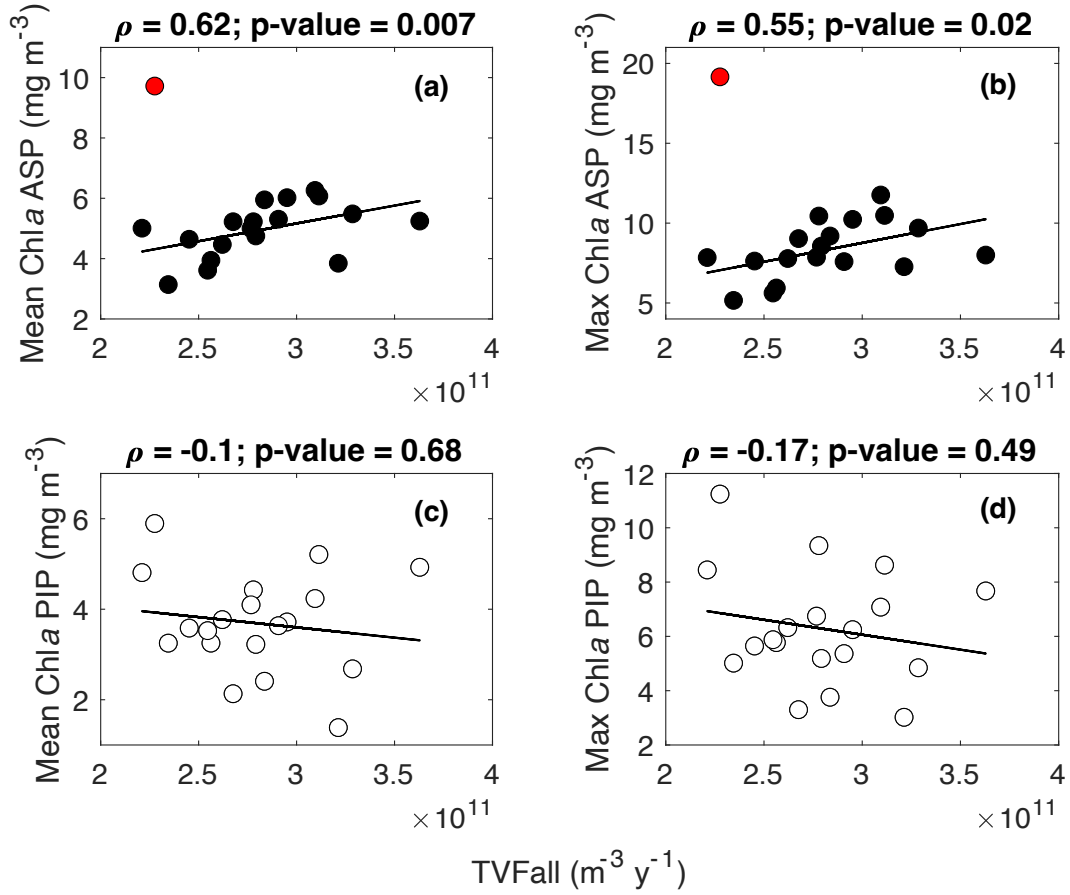 ρ = 0.62; p-value = 0.007
Mean Chla ASP (mg m⁻³)
10
8
6
4
2
(a)
2 2.5 3 3.5 4
×10¹¹
ρ = 0.55; p-value = 0.02
Max Chla ASP (mg m⁻³)
20
15
10
5
(b)
2 2.5 3 3.5 4
×10¹¹
ρ = -0.1; p-value = 0.68
Mean Chla PIP (mg m⁻³)
6
4
2
(c)
2 2.5 3 3.5 4
×10¹¹
ρ = -0.17; p-value = 0.49
Max Chla PIP (mg m⁻³)
12
10
8
6
4
2
(d)
2 2.5 3 3.5 4
×10¹¹
TVFall (m⁻³ y⁻¹)